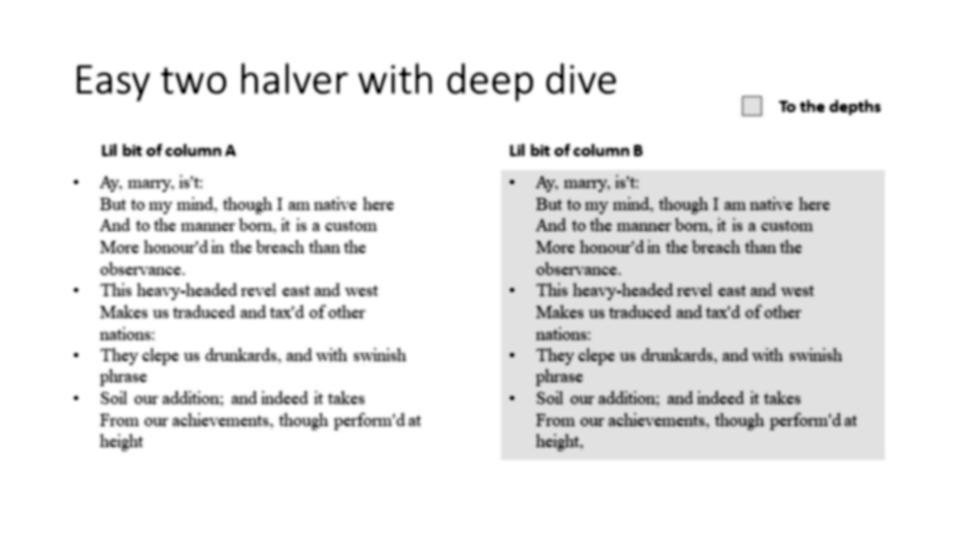 Easy two halver with deep dive
To the depths
Lil bit of column A
• Ay, marry, is't:
But to my mind, though I am native here
And to the manner born, it is a custom
More honour'd in the breach than the
observance.
• This heavy-headed revel east and west
Makes us traduced and tax'd of other
nations:
• They clepe us drunkards, and with swinish
phrase
• Soil our addition; and indeed it takes
From our achievements, though perform'd at
height
Lil bit of column B
• Ay, marry, is't:
But to my mind, though I am native here
And to the manner born, it is a custom
More honour'd in the breach than the
observance.
• This heavy-headed revel east and west
Makes us traduced and tax'd of other
nations:
• They clepe us drunkards, and with swinish
phrase
• Soil our addition; and indeed it takes
From our achievements, though perform'd at
height,